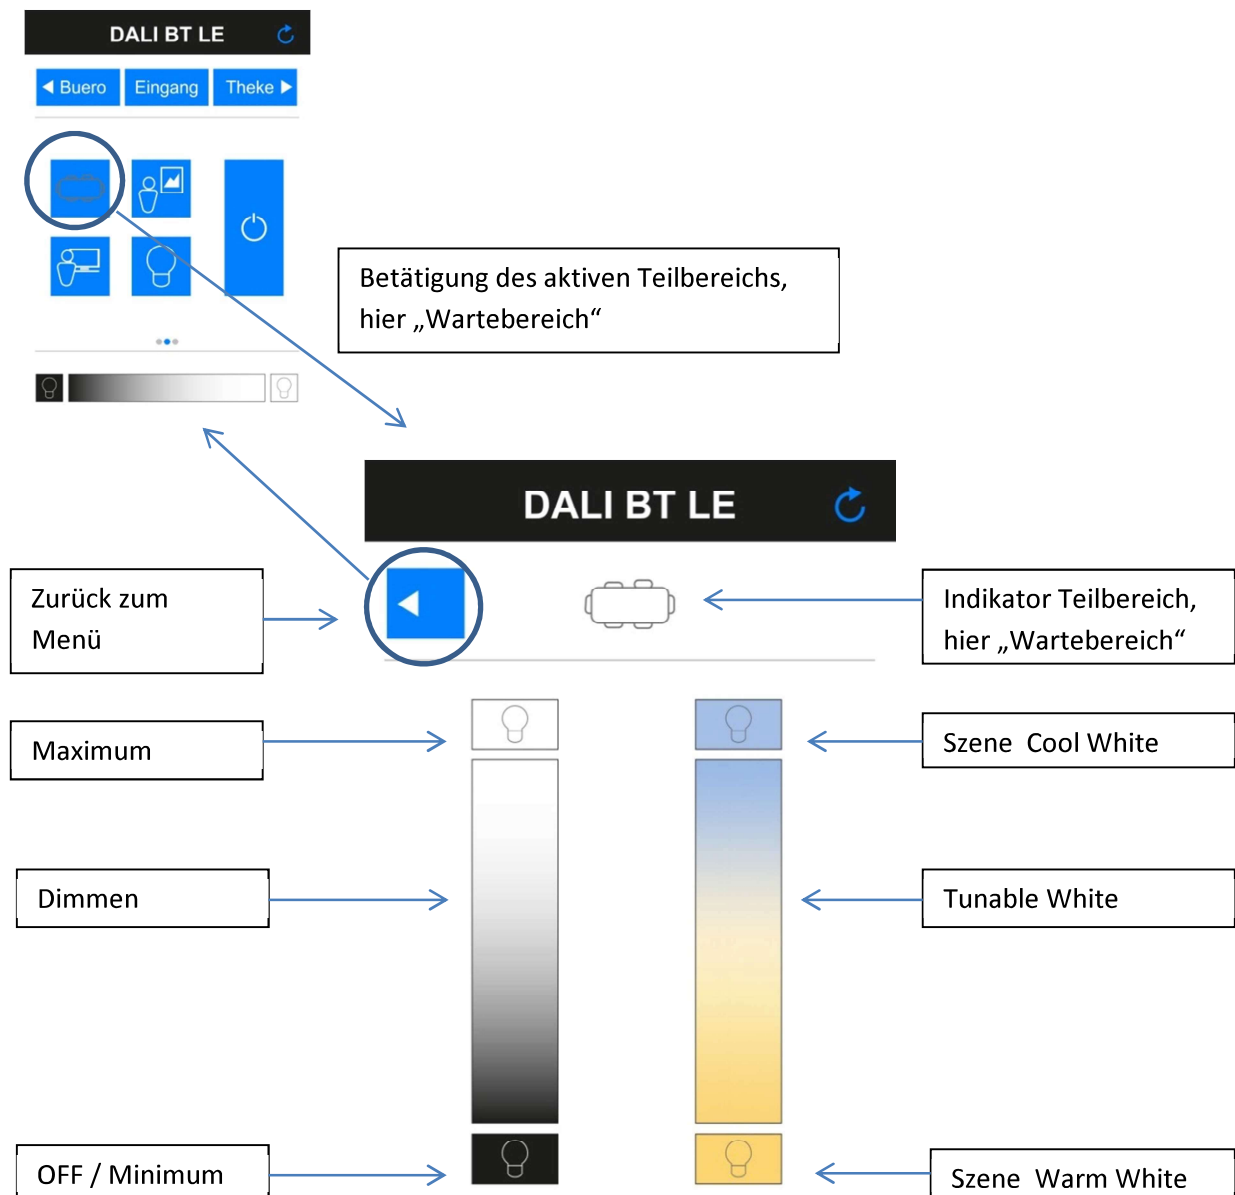 DALI BT LE
◀ Buero Eingang Theke ▶
Betätigung des aktiven Teilbereichs,
hier „Wartebereich“
DALI BT LE
Zurück zum
Menü
Indikator Teilbereich,
hier „Wartebereich“
Maximum
Szene Cool White
Dimmen
Tunable White
OFF / Minimum
Szene Warm White